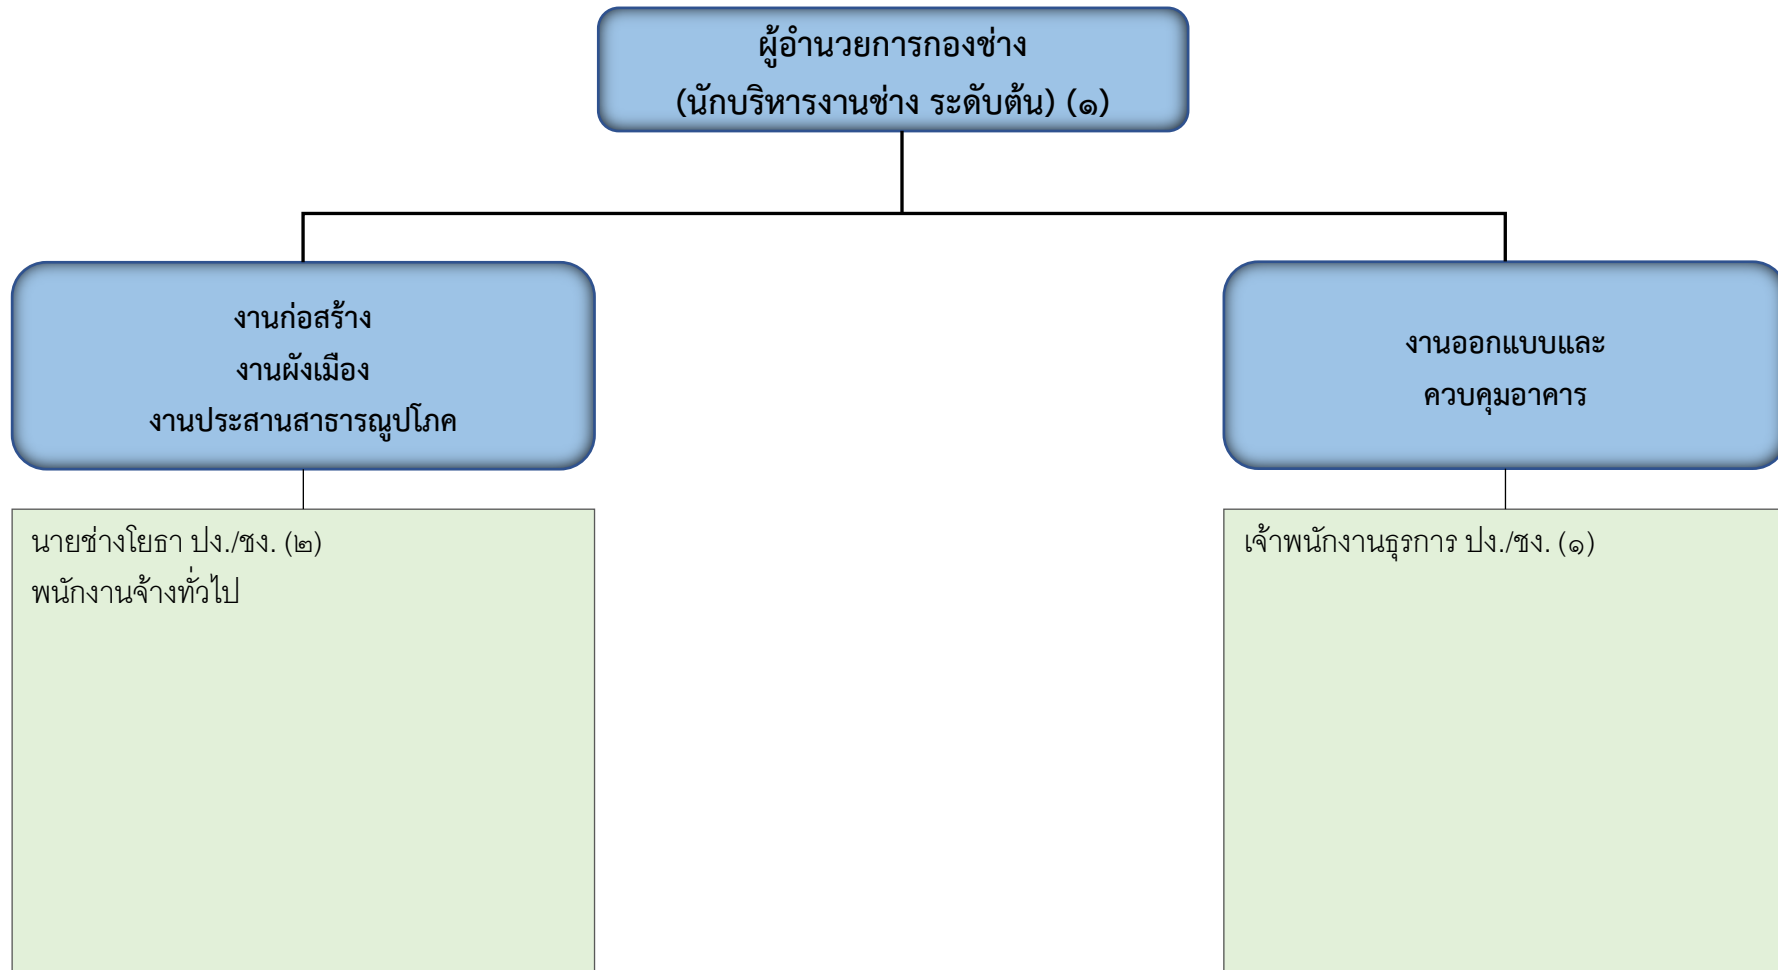 ผู้อำนวยการกองช่าง
(นักบริหารงานช่าง ระดับต้น) (๑)
งานก่อสร้าง
งานผังเมือง
งานประสานสาธารณูปโภค
งานออกแบบและ
ควบคุมอาคาร
นายช่างโยธา ปง./ชง. (๒)
พนักงานจ้างทั่วไป
เจ้าพนักงานธุรการ ปง./ชง. (๑)